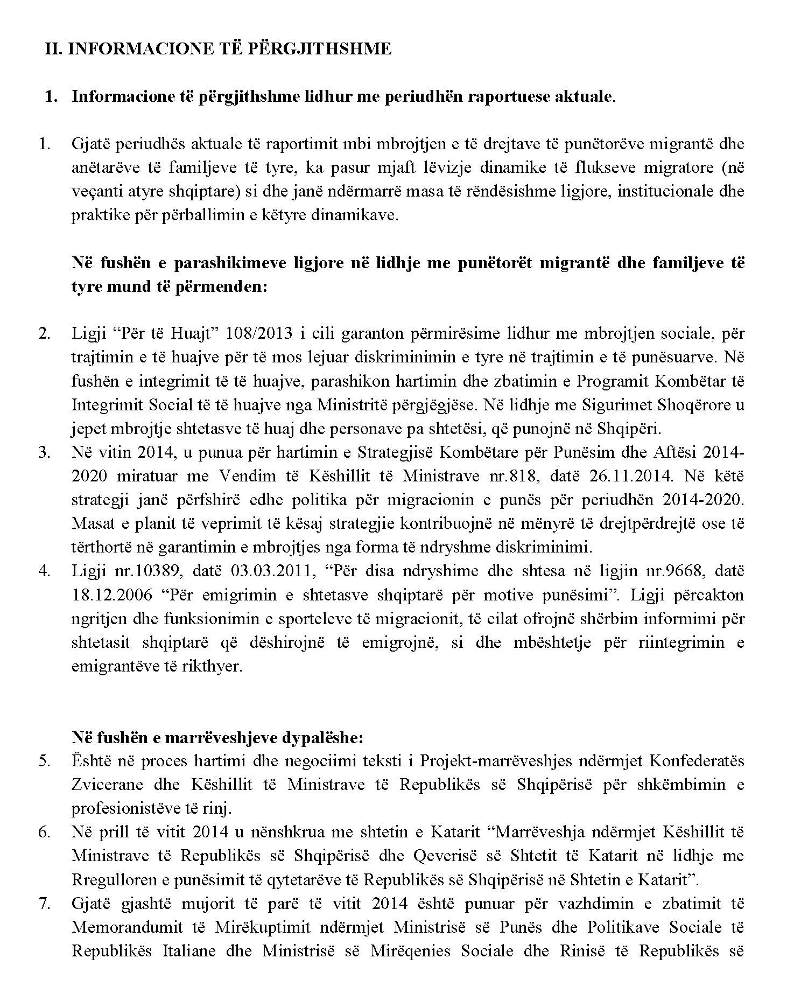 II. INFORMACIONE TË PËRGJITHSHME
1. Informacione të përgjithshme lidhur me periudhën raportuese aktuale.
1. Gjatë periudhës aktuale të raportimit mbi mbrojtjen e të drejtave të punëtorëve migrantë dhe
anëtarëve të familjeve të tyre, ka pasur mjaft lëvizje dinamike të flukseve migratore (në
veçanti atyre shqiptare) si dhe janë ndërmarrë masa të rëndësishme ligjore, institucionale dhe
praktike për përballimin e këtyre dinamikave.
Në fushën e parashikimeve ligjore në lidhje me punëtorët migrantë dhe familjeve të
tyre mund të përmenden:
2. Ligji “Për të Huajt” 108/2013 i cili garanton përmirësime lidhur me mbrojtjen sociale, për
trajtimin e të huajve për të mos lejuar diskriminimin e tyre në trajtimin e të punësuarve. Në
fushën e integrimit të të huajve, parashikon hartimin dhe zbatimin e Programit Kombëtar të
Integrimit Social të të huajve nga Ministritë përgjëgjëse. Në lidhje me Sigurimet Shoqërore u
jepet mbrojtje shtetasve të huaj dhe personave pa shtetësi, që punojnë në Shqipëri.
3. Në vitin 2014, u punua për hartimin e Strategjisë Kombëtare për Punësim dhe Aftësi 2014-
2020 miratuar me Vendim të Këshillit të Ministrave nr.818, datë 26.11.2014. Në këtë
strategji janë përfshirë edhe politika për migracionin e punës për periudhën 2014-2020.
Masat e planit të veprimit të kësaj strategjie kontribuojnë në mënyrë të drejtpërdrejtë ose të
tërthortë në garantimin e mbrojtjes nga forma të ndryshme diskriminimi.
4. Ligji nr.10389, datë 03.03.2011, “Për disa ndryshime dhe shtesa në ligjin nr.9668, datë
18.12.2006 “Për emigrimin e shtetasve shqiptarë për motive punësimi”. Ligji përcakton
ngritjen dhe funksionimin e sporteleve të migracionit, të cilat ofrojnë shërbim informimi për
shtetasit shqiptarë që dëshirojnë të emigrojnë, si dhe mbështetje për riintegrimin e
emigrantëve të rikthyer.
Në fushën e marrëveshjeve dypalëshe:
5. Është në proces hartimi dhe negociimi teksti i Projekt-marrëveshjes ndërmjet Konfederatës
Zvicerane dhe Këshillit të Ministrave të Republikës së Shqipërisë për shkëmbimin e
profesionistëve të rinj.
6. Në prill të vitit 2014 u nënshkrua me shtetin e Katarit “Marrëveshja ndërmjet Këshillit të
Ministrave të Republikës së Shqipërisë dhe Qeverisë së Shtetit të Katarit në lidhje me
Rregulloren e punësimit të qytetarëve të Republikës së Shqipërisë në Shtetin e Katarit”.
7. Gjatë gjashtë mujorit të parë të vitit 2014 është punuar për vazhdimin e zbatimit të
Memorandumit të Mirëkuptimit ndërmjet Ministrisë së Punës dhe Politikave Sociale të
Republikës Italiane dhe Ministrisë së Mirëqenies Sociale dhe Rinisë të Republikës së